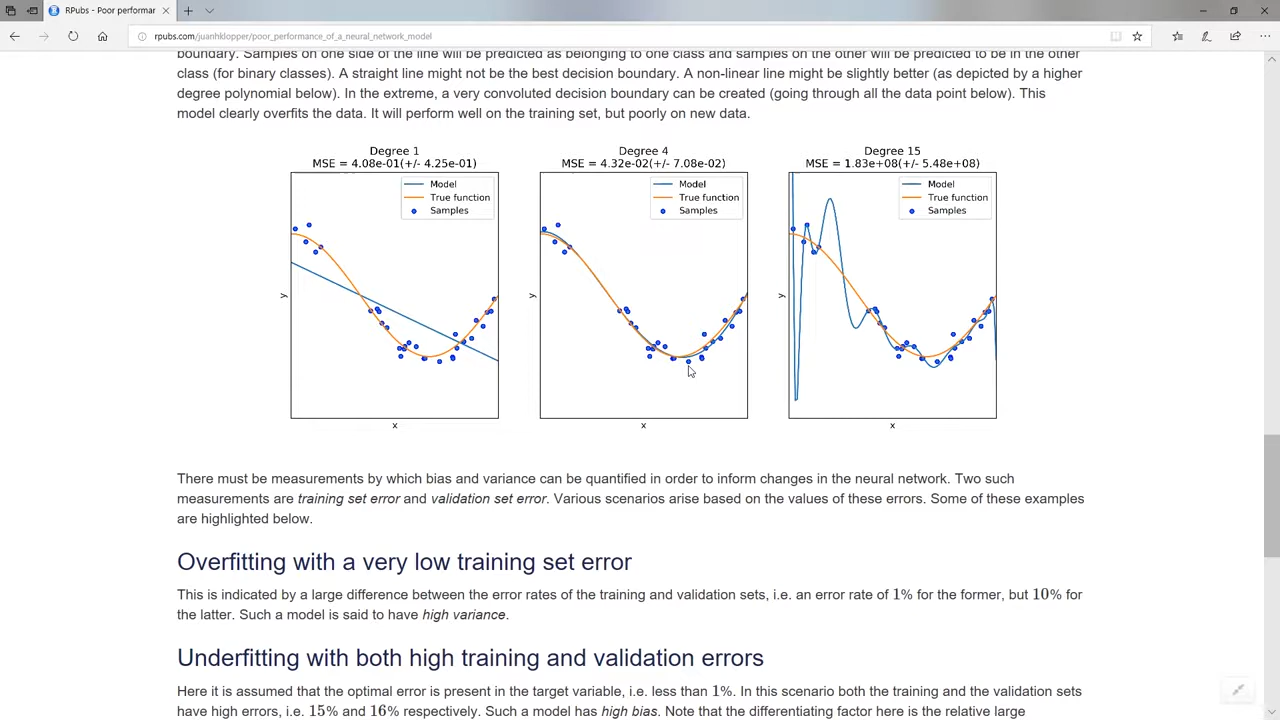 RPubs - Poor performar
rpubs.com/juanhklopper/poor_performance_of_a_neural_network_model
boundary. Samples on one side of the line will be predicted as belonging to one class and samples on the other will be predicted to be in the other
class (for binary classes). A straight line might not be the best decision boundary. A non-linear line might be slightly better (as depicted by a higher
degree polynomial below). In the extreme, a very convoluted decision boundary can be created (going through all the data point below). This
model clearly overfits the data. It will perform well on the training set, but poorly on new data.
Degree 1
MSE = 4.08e-01(+/- 4.25e-01)
Model
True function
Samples
y
x
Degree 4
MSE = 4.32e-02(+/- 7.08e-02)
Model
True function
Samples
y
x
Degree 15
MSE = 1.83e+08(+/- 5.48e+08)
Model
True function
Samples
y
x
There must be measurements by which bias and variance can be quantified in order to inform changes in the neural network. Two such
measurements are training set error and validation set error. Various scenarios arise based on the values of these errors. Some of these examples
are highlighted below.
Overfitting with a very low training set error
This is indicated by a large difference between the error rates of the training and validation sets, i.e. an error rate of 1% for the former, but 10% for
the latter. Such a model is said to have high variance.
Underfitting with both high training and validation errors
Here it is assumed that the optimal error is present in the target variable, i.e. less than 1%. In this scenario both the training and the validation sets
have high errors, i.e. 15% and 16% respectively. Such a model has high bias. Note that the differentiating factor here is the relative large